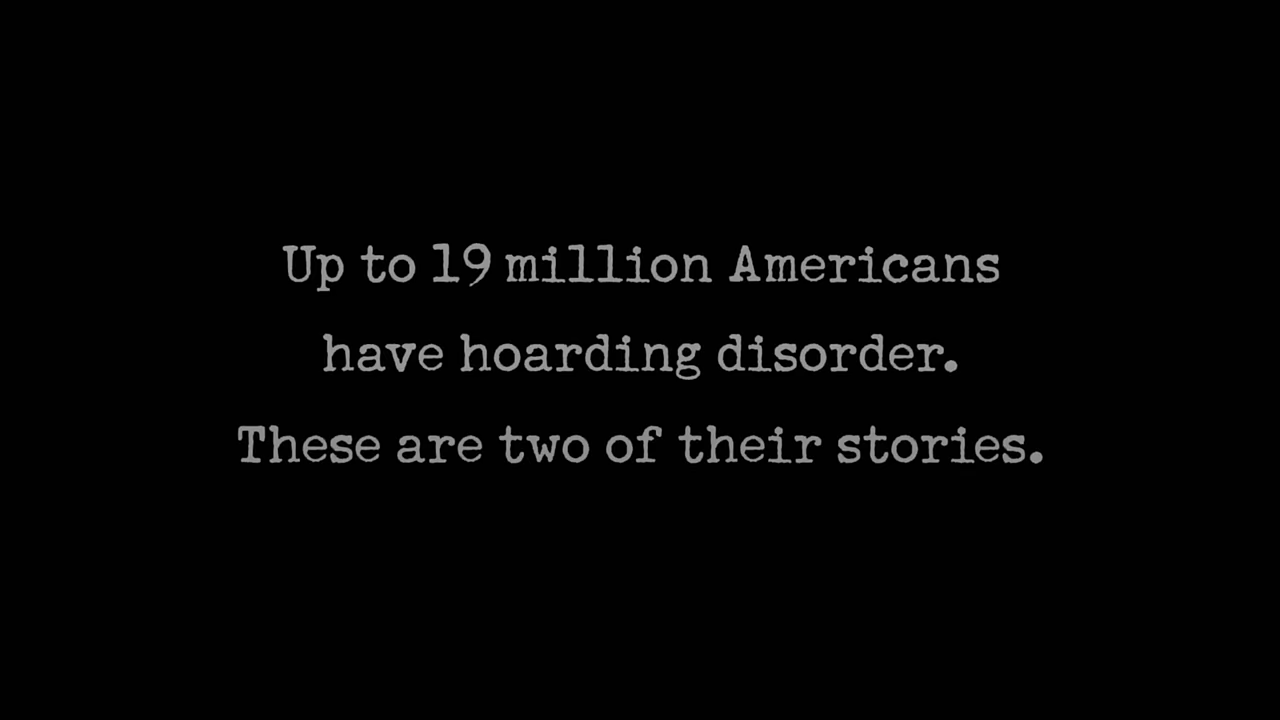 Up to 19 million Americans
have hoarding disorder.
These are two of their stories.